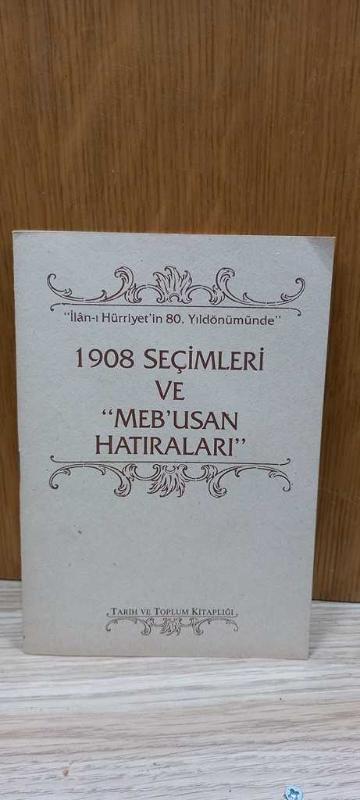 "İlân-ı Hürriyet'in 80. Yıldönümünde"
1908 SEÇİMLERİ
VE
"MEB'USAN
HATIRALARI"
TARİH VE TOPLUM KİTAPLIĞI